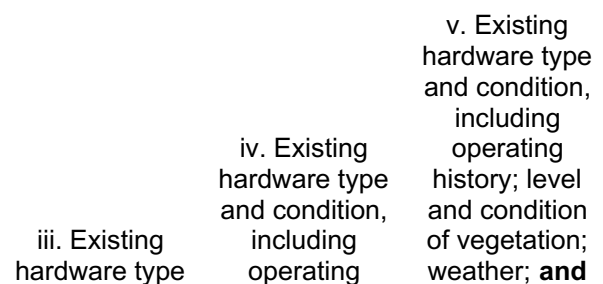 iii. Existing
hardware type
iv. Existing
hardware type
and condition,
including
operating
v. Existing
hardware type
and condition,
including
operating
history; level
and condition
of vegetation;
weather; and